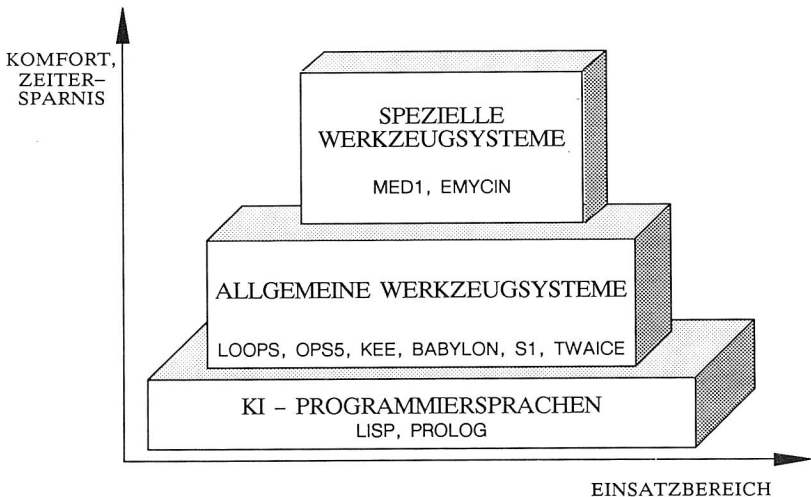 KOMFORT,
ZEITER–
SPARNIS
SPEZIELLE
WERKZEUGSYSTEME
MED1, EMYCIN
ALLGEMEINE WERKZEUGSYSTEME
LOOPS, OPS5, KEE, BABYLON, S1, TWAICE
KI – PROGRAMMIERSPRACHEN
LISP, PROLOG
EINSATZBEREICH